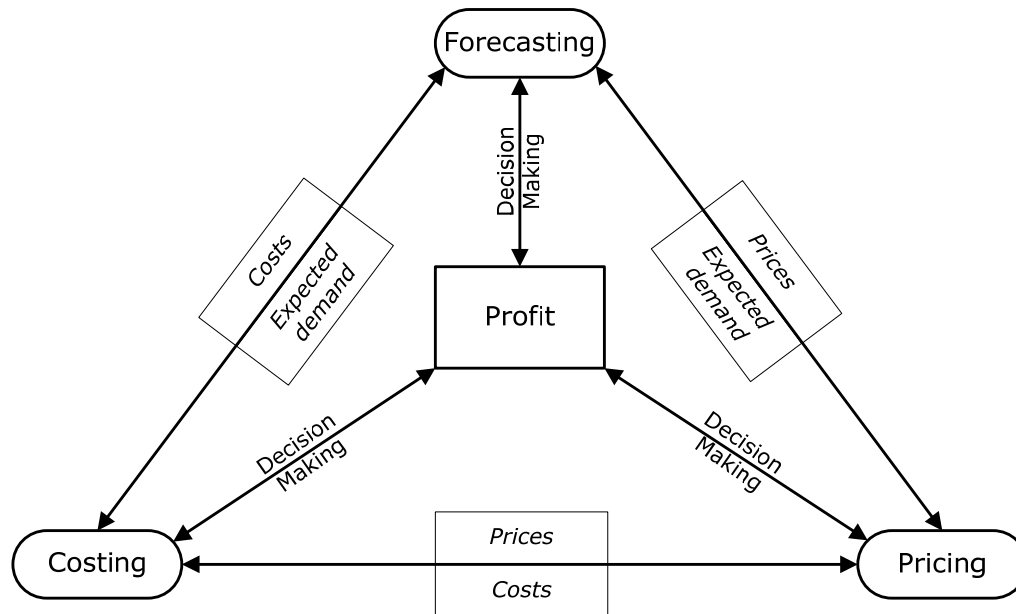 Forecasting
Decision
Making
Costs
Expected
demand
Prices
Expected
demand
Profit
Decision
Making
Decision
Making
Costing
Prices
Costs
Pricing